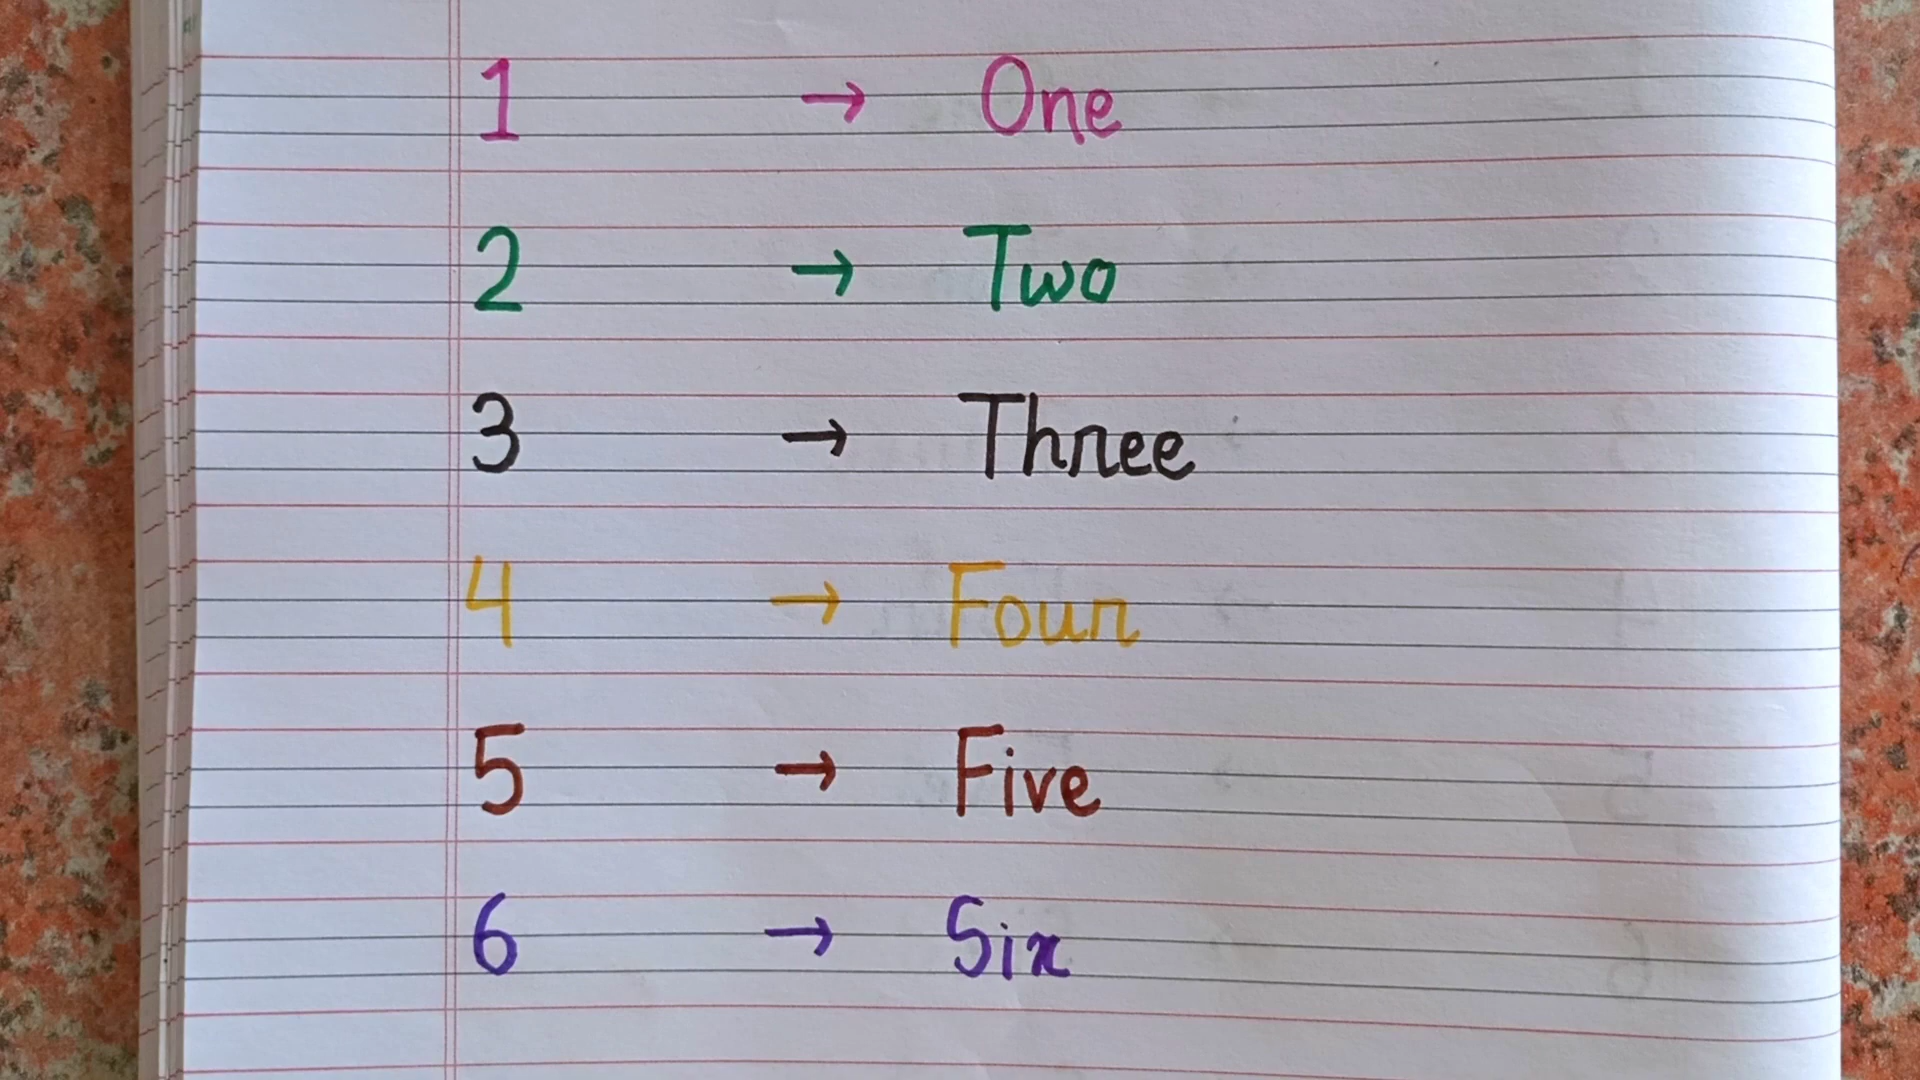 1 → One
2 → Two
3 → Three
4 → Four
5 → Five
6 → Six